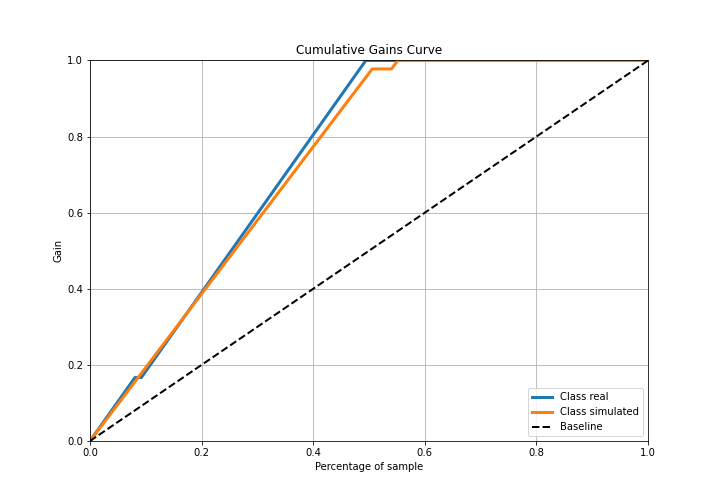 Cumulative Gains Curve
1.0
0.8
0.6
0.4
0.2
0.0
Gain
0.0 0.2 0.4 0.6 0.8 1.0
Percentage of sample
Class real
Class simulated
Baseline